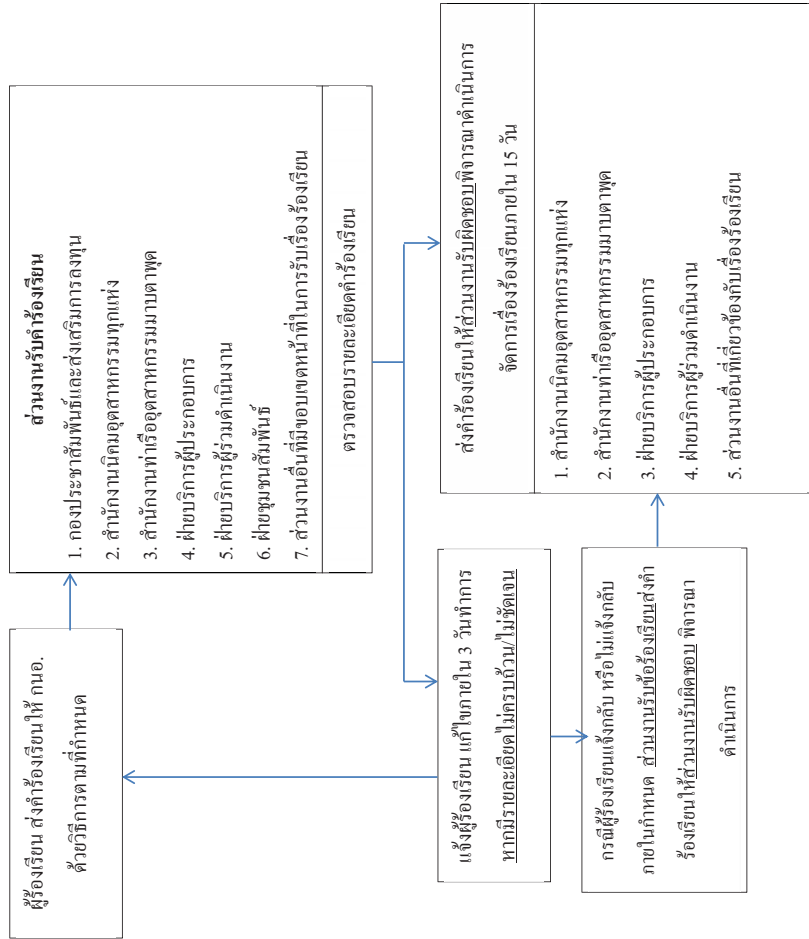 ผู้ร้องเรียน ส่งคำร้องเรียนให้ กนอ.
ด้วยวิธีการตามที่กำหนด
ส่วนงานรับคำร้องเรียน
1. กองประชาสัมพันธ์และส่งเสริมการลงทุน
2. สำนักงานนิคมอุตสาหกรรมทุกแห่ง
3. สำนักงานท่าเรืออุตสาหกรรมมาบตาพุด
4. ฝ่ายบริการผู้ประกอบการ
5. ฝ่ายบริการผู้ร่วมดำเนินงาน
6. ฝ่ายชุมชนสัมพันธ์
7. ส่วนงานอื่นที่มีขอบเขตหน้าที่ในการรับเรื่องร้องเรียน
ตรวจสอบรายละเอียดคำร้องเรียน
แจ้งผู้ร้องเรียน แก้ไขภายใน 3 วันทำการ
หากมีรายละเอียดไม่ครบถ้วน/ไม่ชัดเจน
กรณีผู้ร้องเรียนแจ้งกลับ หรือไม่แจ้งกลับ
ภายในกำหนด ส่วนงานรับข้อร้องเรียนส่งคำ
ร้องเรียนให้ส่วนงานรับผิดชอบ พิจารณา
ดำเนินการ
ส่งคำร้องเรียนให้ส่วนงานรับผิดชอบพิจารณาดำเนินการ
จัดการเรื่องร้องเรียนภายใน 15 วัน
1. สำนักงานนิคมอุตสาหกรรมทุกแห่ง
2. สำนักงานท่าเรืออุตสาหกรรมมาบตาพุด
3. ฝ่ายบริการผู้ประกอบการ
4. ฝ่ายบริการผู้ร่วมดำเนินงาน
5. ส่วนงานอื่นที่เกี่ยวข้องกับเรื่องร้องเรียน